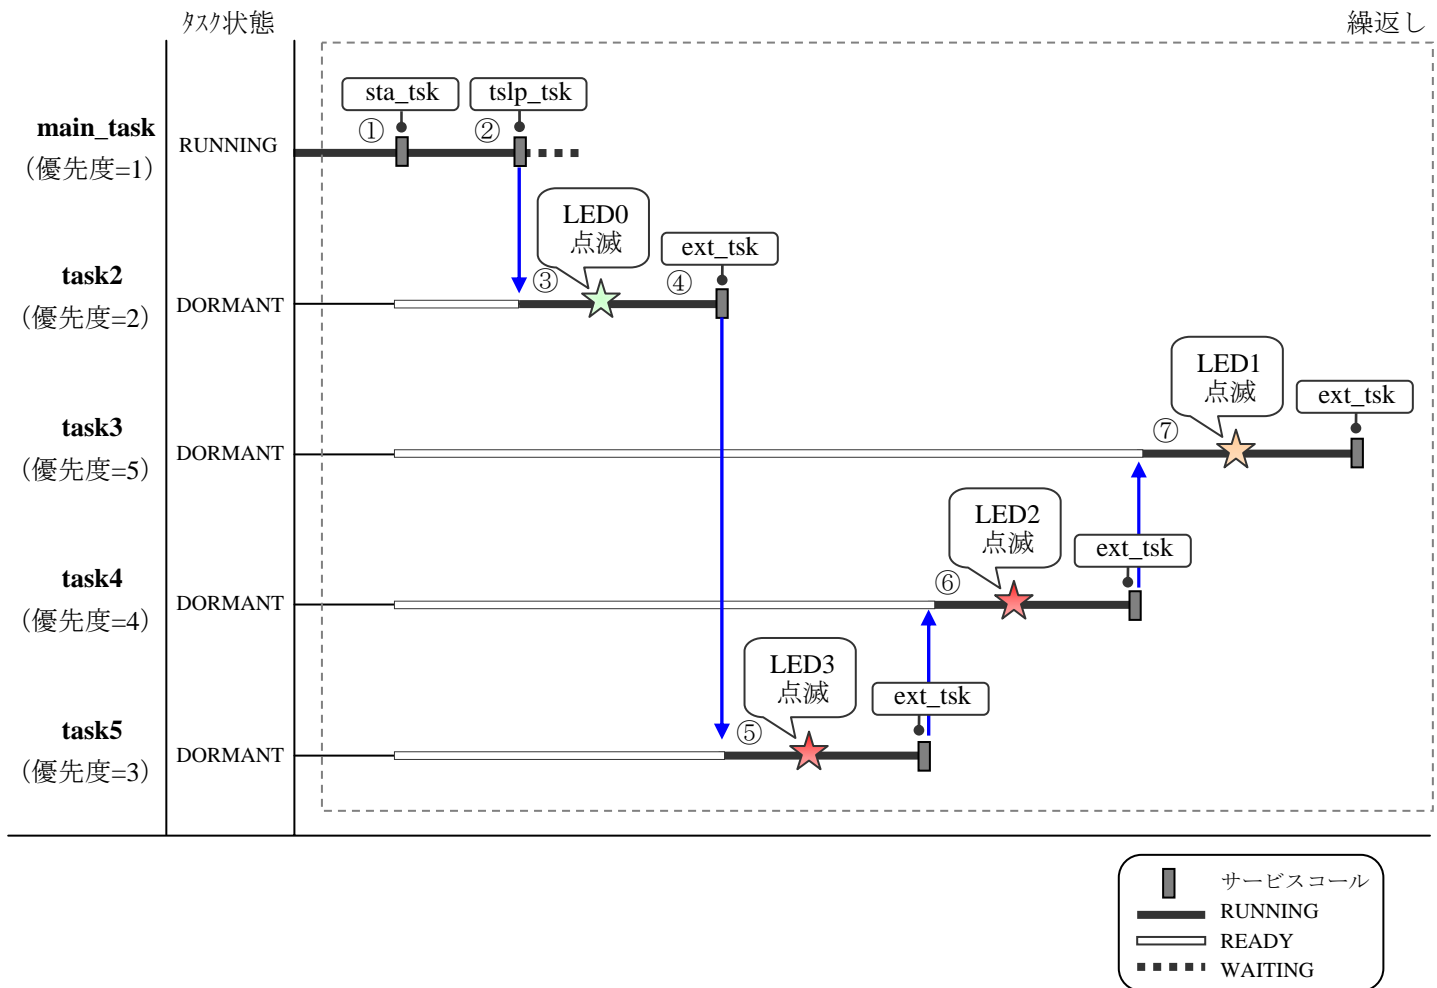 タスク状態
繰返し
sta_tsk
tslp_tsk
main_task
(優先度=1)
RUNNING
①
②
LED0
点滅
ext_tsk
task2
(優先度=2)
DORMANT
③
④
LED1
点滅
ext_tsk
task3
(優先度=5)
DORMANT
⑦
LED2
点滅
ext_tsk
task4
(優先度=4)
DORMANT
⑥
LED3
点滅
ext_tsk
task5
(優先度=3)
DORMANT
⑤
サービスコール
RUNNING
READY
WAITING